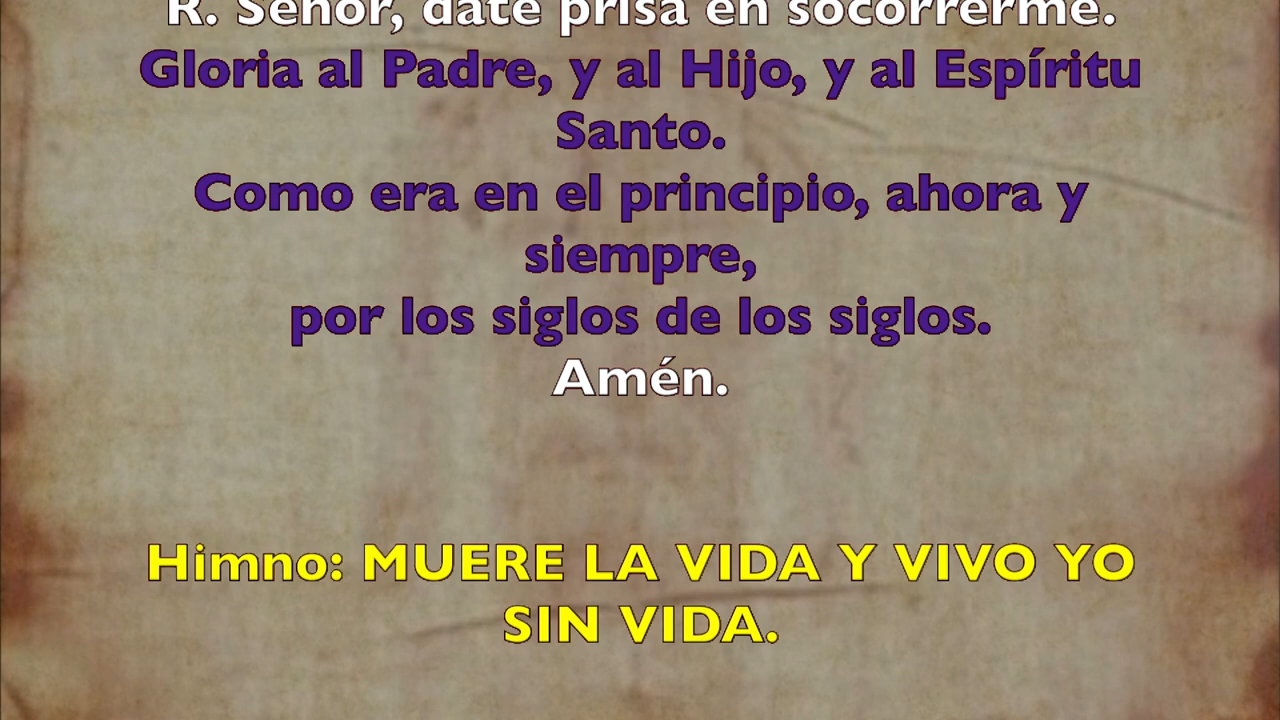 R. Señor, date prisa en socorrerme.
Gloria al Padre, y al Hijo, y al Espíritu
Santo.
Como era en el principio, ahora y
siempre,
por los siglos de los siglos.
Amén.
Himno: MUERE LA VIDA Y VIVO YO
SIN VIDA.